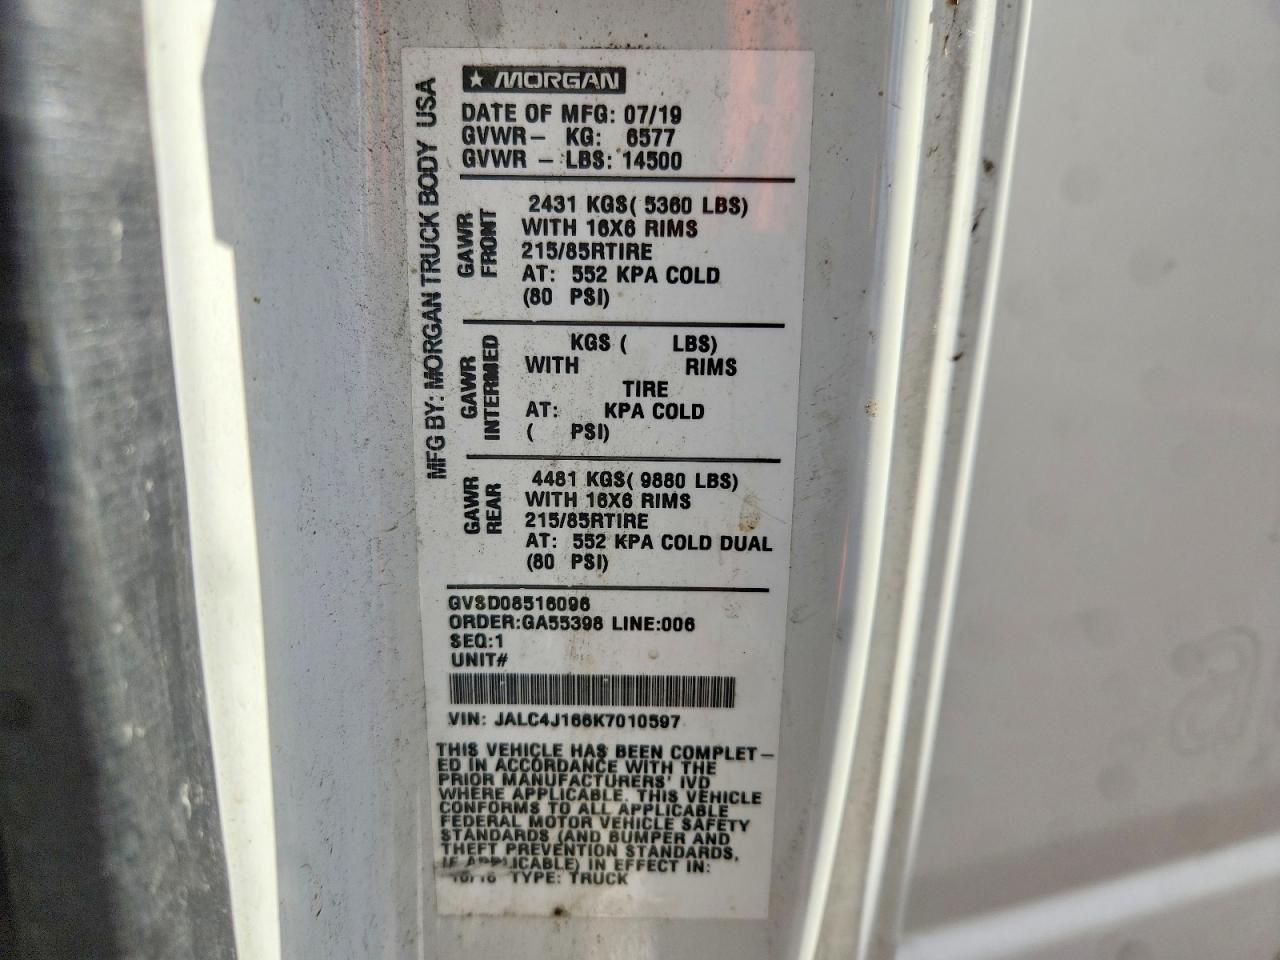 ★ MORGAN
MFG BY: MORGAN TRUCK BODY USA
DATE OF MFG: 07/19
GVWR - KG: 6577
GVWR - LBS: 14500
GAWR FRONT
2431 KGS( 5360 LBS)
WITH 16X6 RIMS
215/85RTIRE
AT: 552 KPA COLD
(80 PSI)
GAWR INTERMED
KGS ( LBS)
WITH RIMS
TIRE
AT: KPA COLD
( PSI)
GAWR REAR
4481 KGS( 9880 LBS)
WITH 16X6 RIMS
215/85RTIRE
AT: 552 KPA COLD DUAL
(80 PSI)
GVSD08516096
ORDER:GA55398 LINE:006
SEQ:1
UNIT#
VIN: JALC4J166K7010597
THIS VEHICLE HAS BEEN COMPLET-
ED IN ACCORDANCE WITH THE
PRIOR MANUFACTURERS' IVD
WHERE APPLICABLE. THIS VEHICLE
CONFORMS TO ALL APPLICABLE
FEDERAL MOTOR VEHICLE SAFETY
STANDARDS (AND BUMPER AND
THEFT PREVENTION STANDARDS,
IF APPLICABLE) IN EFFECT IN:
TYPE: TRUCK